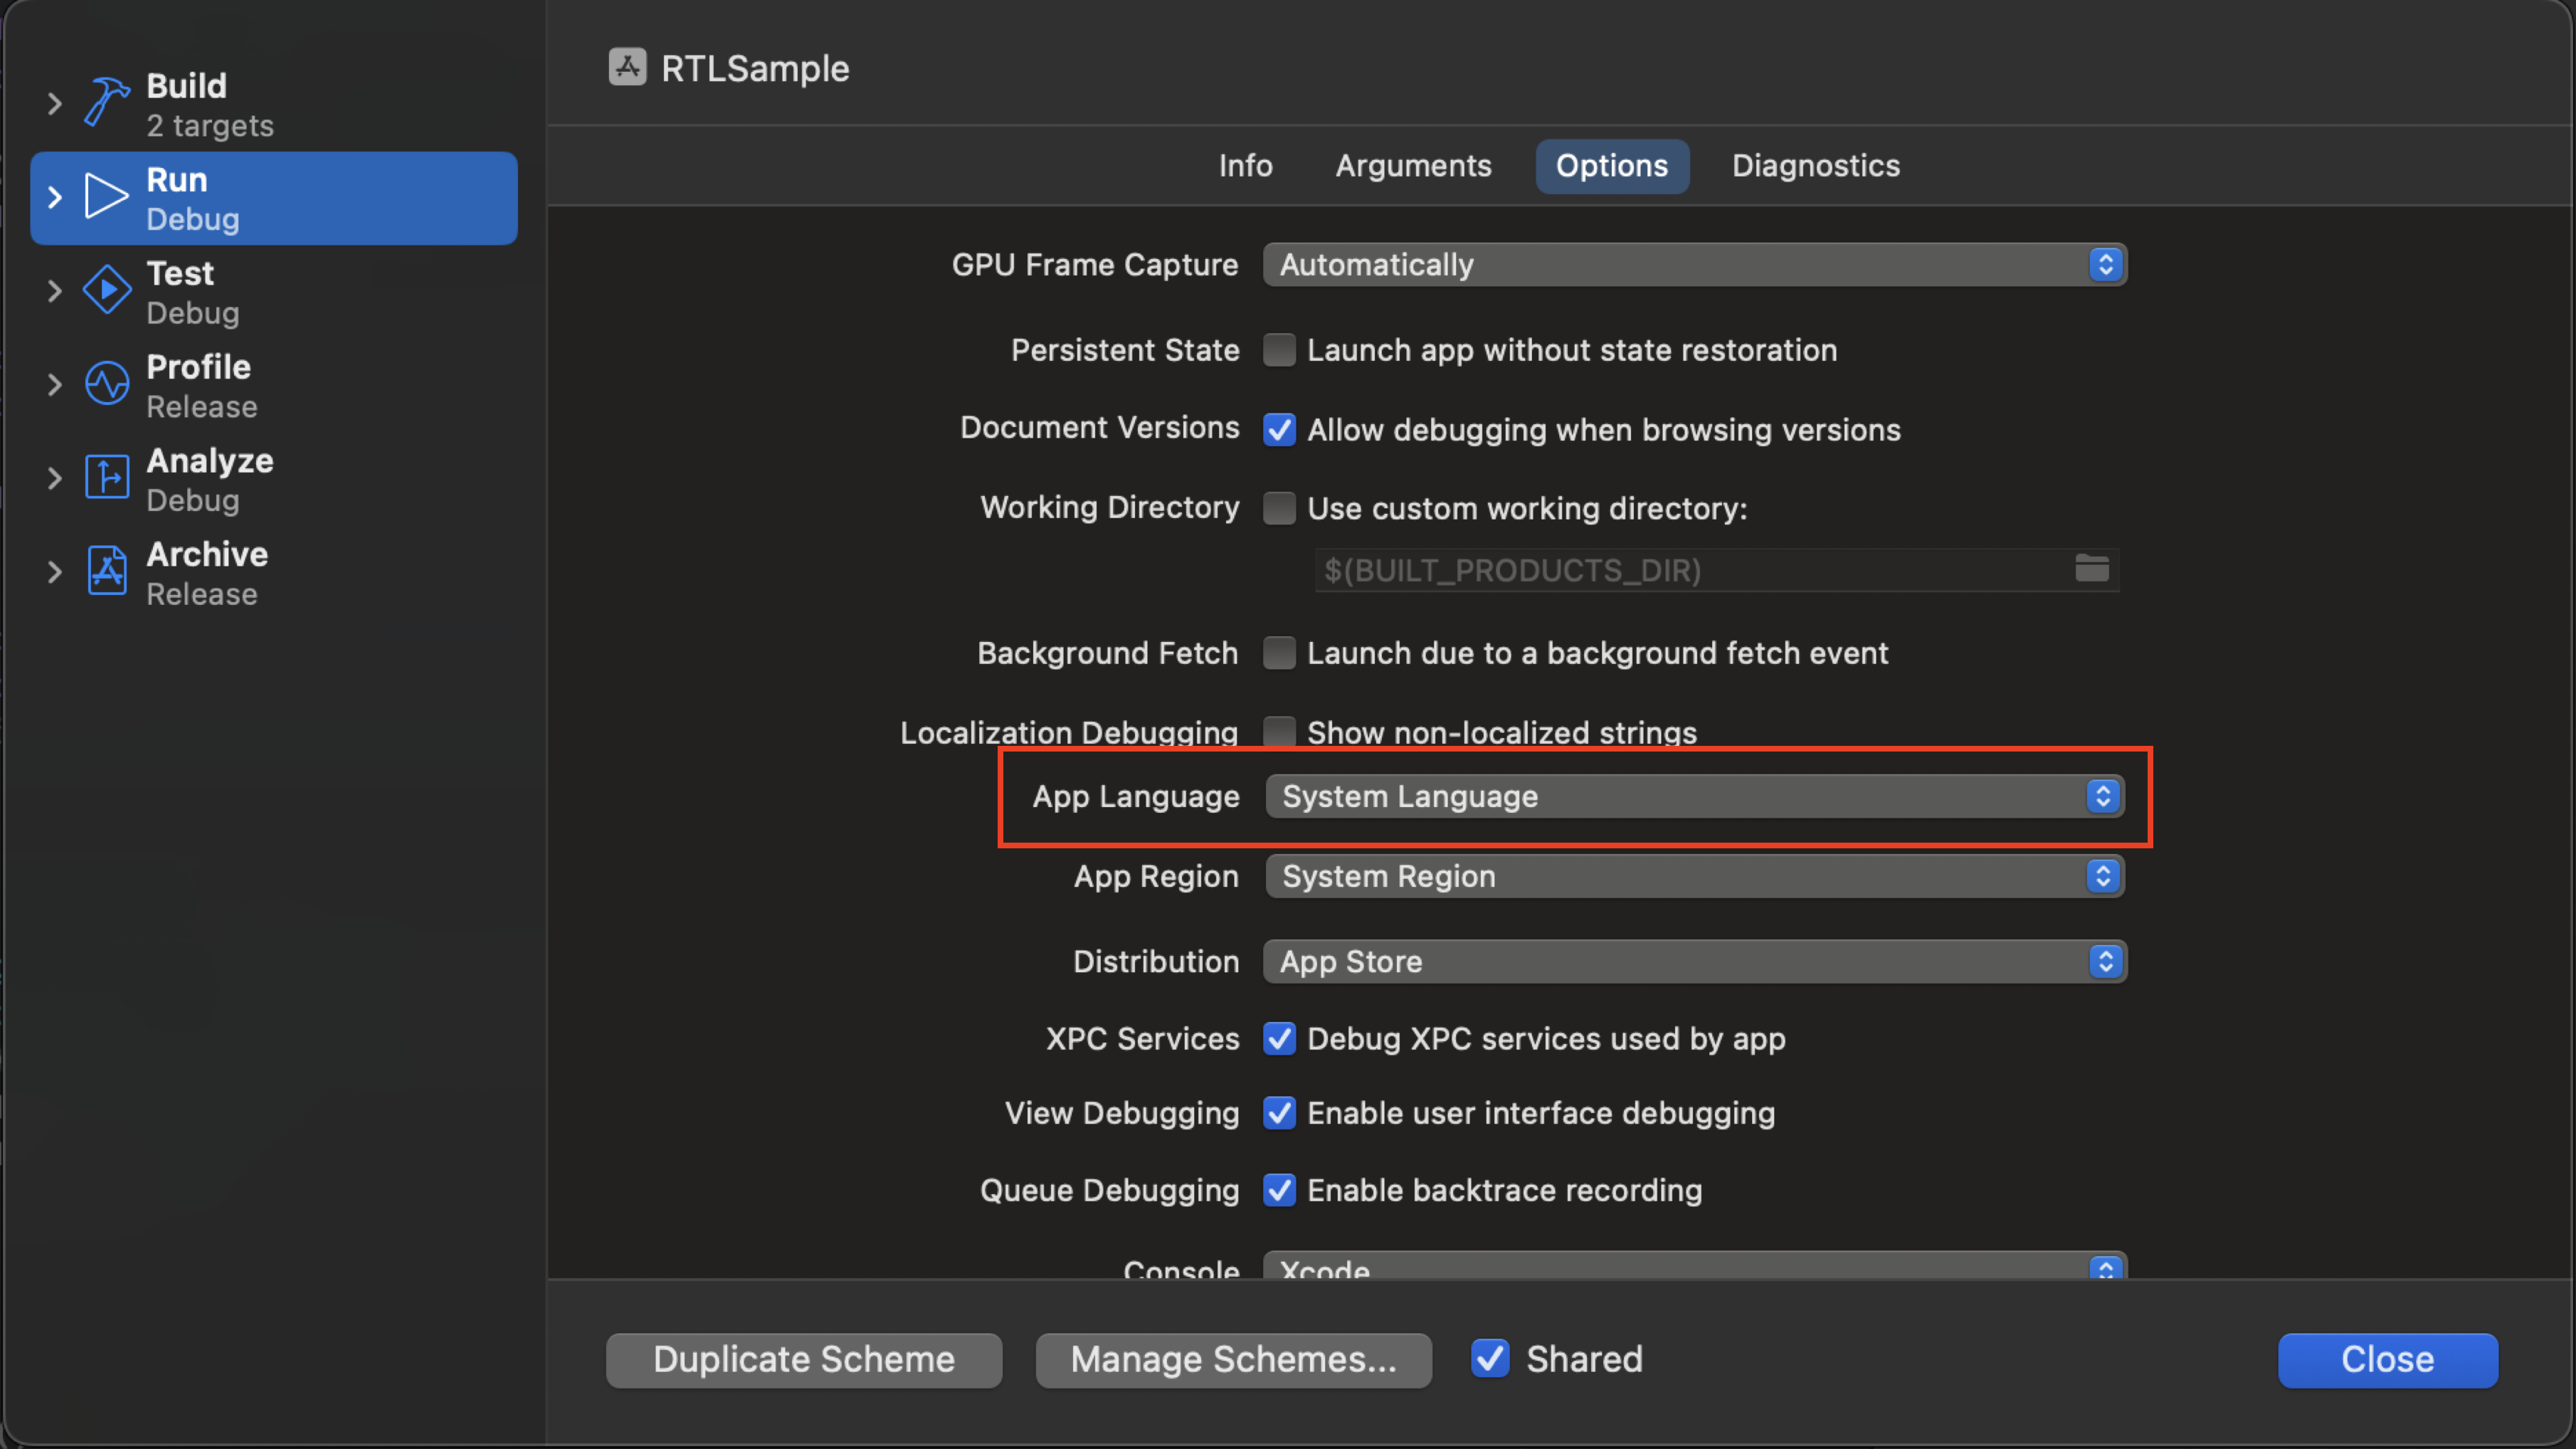 Build
2 targets
Run
Debug
Test
Debug
Profile
Release
Analyze
Debug
Archive
Release
RTLSample
Info Arguments Options Diagnostics
GPU Frame Capture Automatically
Persistent State Launch app without state restoration
Document Versions Allow debugging when browsing versions
Working Directory Use custom working directory:
$(BUILT_PRODUCTS_DIR)
Background Fetch Launch due to a background fetch event
Localization Debugging Show non-localized strings
App Language System Language
App Region System Region
Distribution App Store
XPC Services Debug XPC services used by app
View Debugging Enable user interface debugging
Queue Debugging Enable backtrace recording
Console Xcode
Duplicate Scheme Manage Schemes... Shared Close